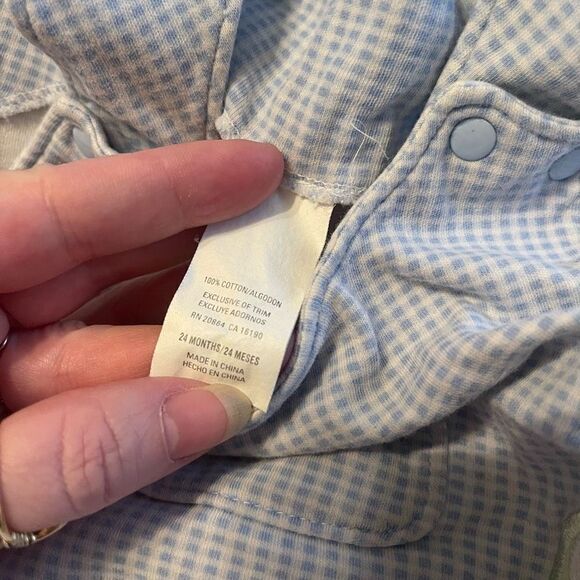 100% COTTON/ALGODON
EXCLUSIVE OF TRIM
EXCLUYE ADORNOS
RN 20864 CA 16190
24 MONTHS/24 MESES
MADE IN CHINA
HECHO EN CHINA